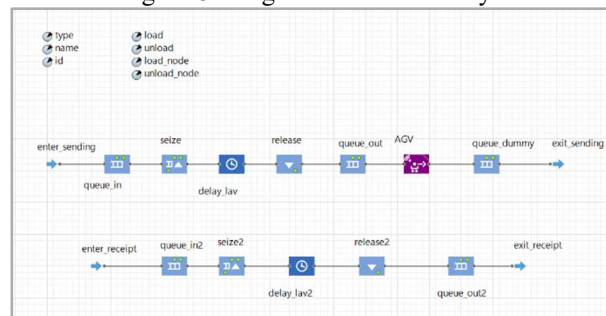 type
load
name
unload
id
load_node
unload_node
enter_sending
seize
release
queue_out
AGV
queue_dummy
exit_sending
queue_in
delay_lav
enter_receipt
queue_in2
seize2
release2
exit_receipt
delay_lav2
queue_out2